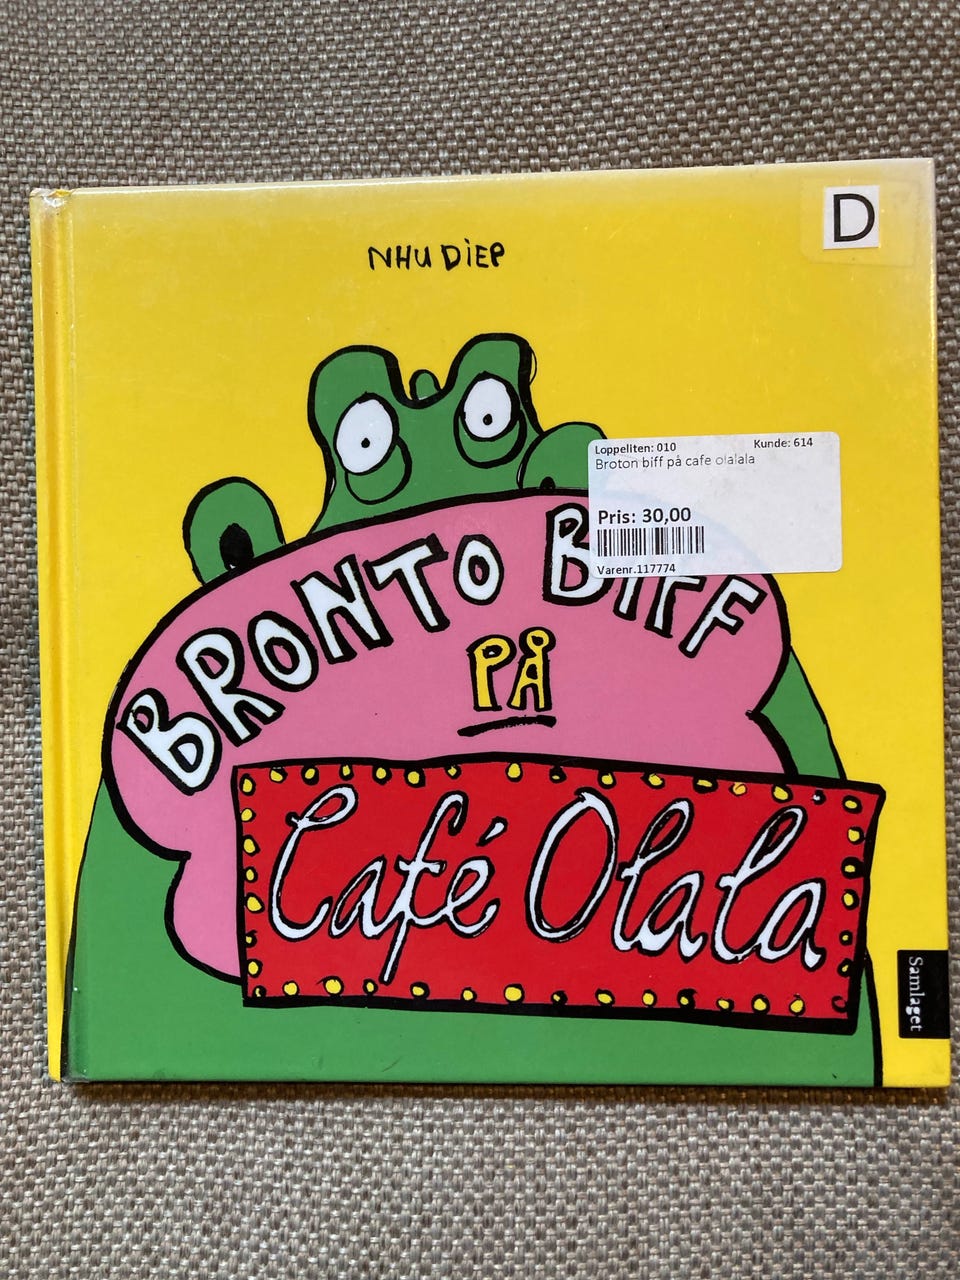 D
NHU DiEP
Loppeliten: 010 Kunde: 614
Broton biff på cafe olalala
Pris: 30,00
Varenr.117774
BRONTO BIFF
PÅ
Café Olala
Samlaget